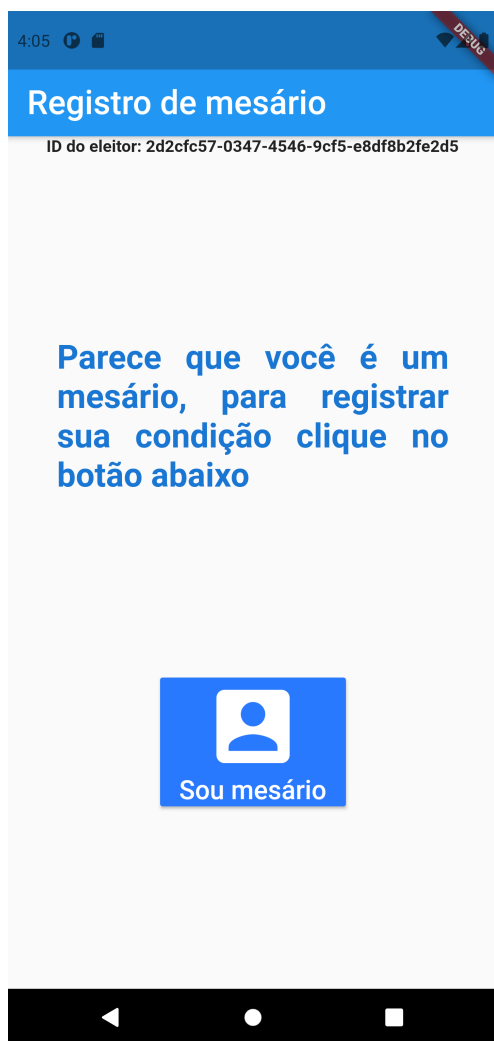 4:05
DEBUG
Registro de mesário
ID do eleitor: 2d2cfc57-0347-4546-9cf5-e8df8b2fe2d5
Parece que você é um
mesário, para registrar
sua condição clique no
botão abaixo
Sou mesário